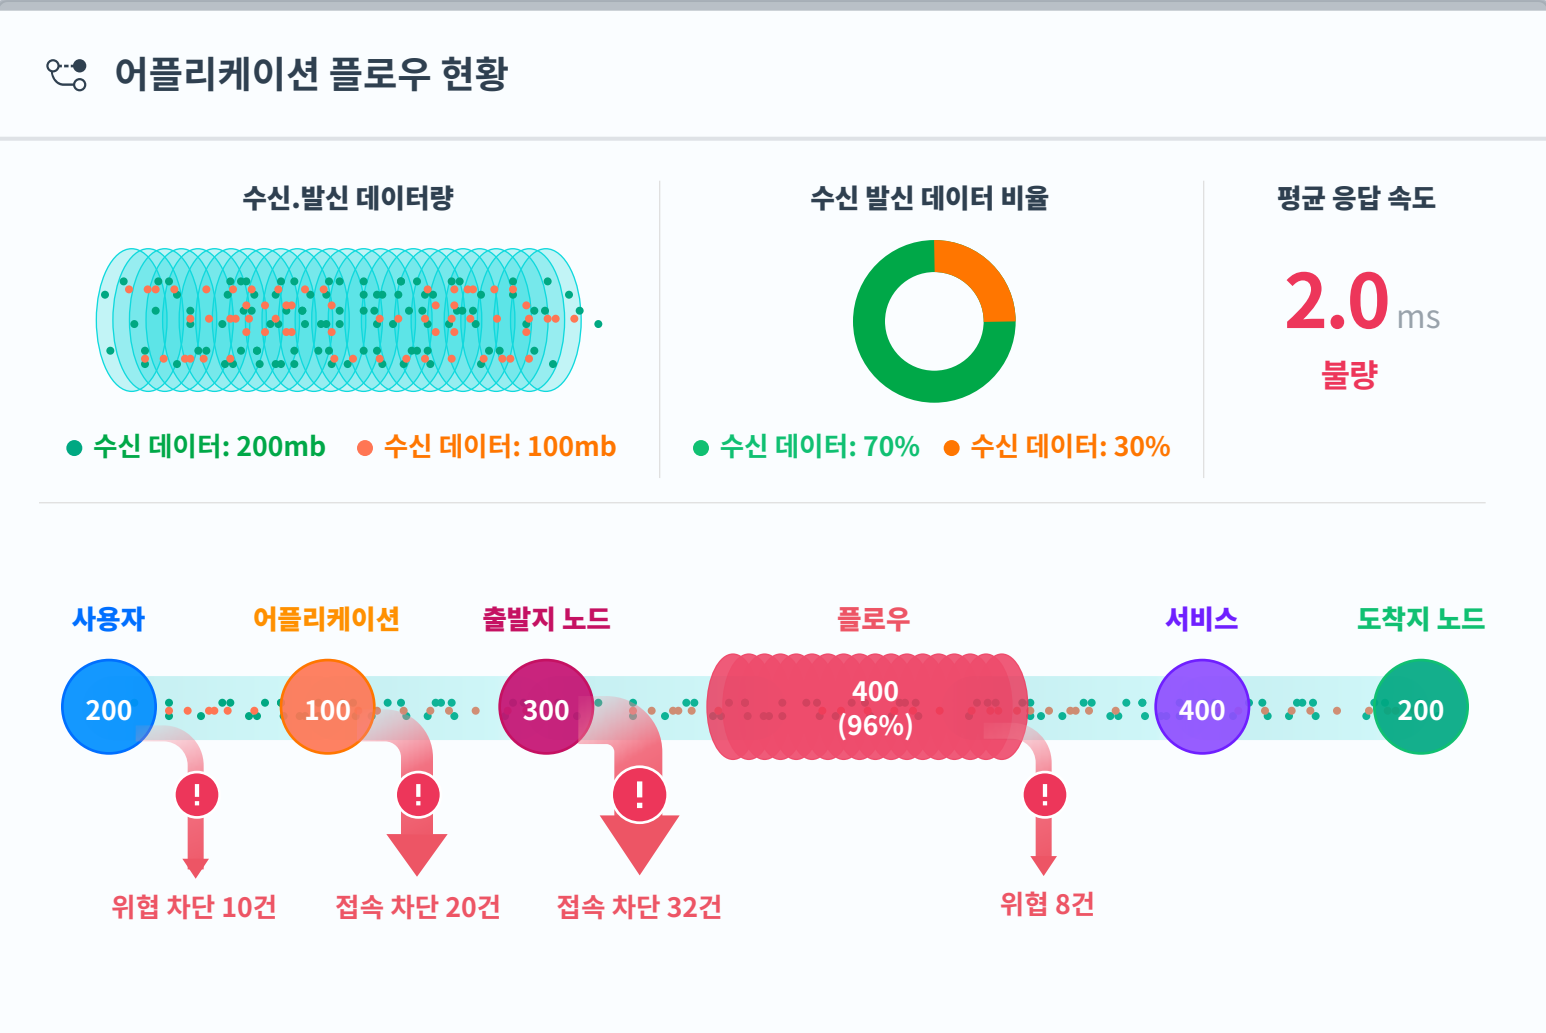 어플리케이션 플로우 현황
수신.발신 데이터량
수신 발신 데이터 비율
평균 응답 속도
2.0 ms
불량
수신 데이터: 200mb
수신 데이터: 100mb
수신 데이터: 70%
수신 데이터: 30%
사용자
어플리케이션
출발지 노드
플로우
서비스
도착지 노드
200
100
300
400
(96%)
400
200
!
!
!
!
위협 차단 10건
접속 차단 20건
접속 차단 32건
위협 8건